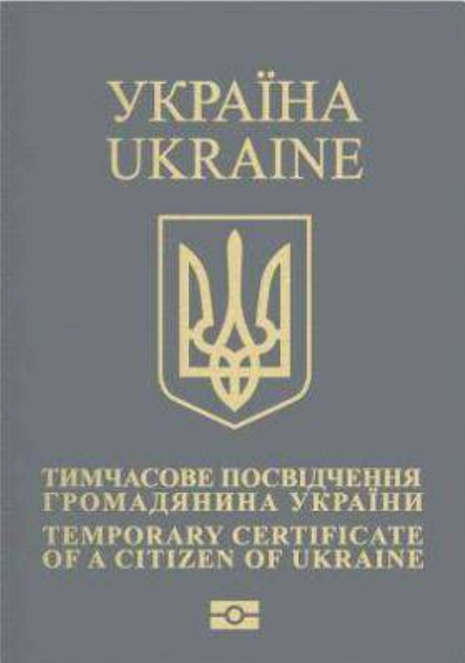 УКРАЇНА
UKRAINE
ТИМЧАСОВЕ ПОСВІДЧЕННЯ
ГРОМАДЯНИНА УКРАЇНИ
TEMPORARY CERTIFICATE
OF A CITIZEN OF UKRAINE